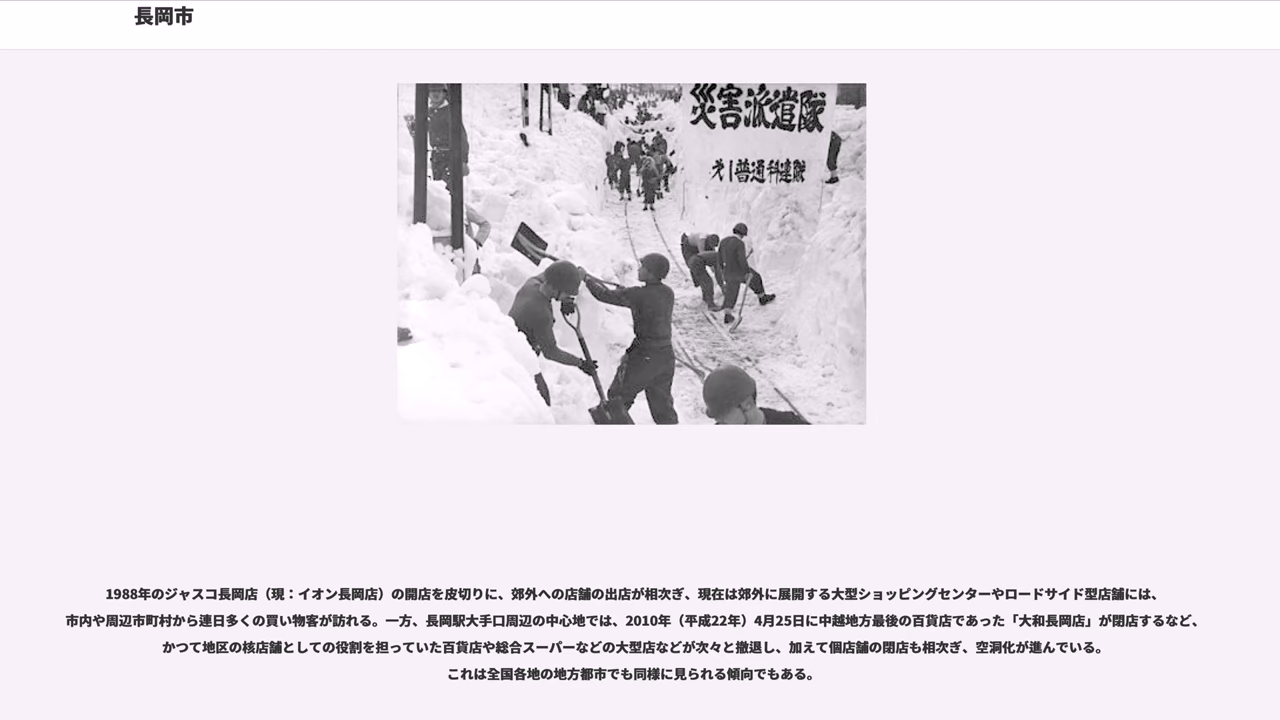 長岡市
災害派遣隊
才1普通科連隊
1988年のジャスコ長岡店（現：イオン長岡店）の開店を皮切りに、郊外への店舗の出店が相次ぎ、現在は郊外に展開する大型ショッピングセンターやロードサイド型店舗には、
市内や周辺市町村から連日多くの買い物客が訪れる。一方、長岡駅大手口周辺の中心地では、2010年（平成22年）4月25日に中越地方最後の百貨店であった「大和長岡店」が閉店するなど、
かつて地区の核店舗としての役割を担っていた百貨店や総合スーパーなどの大型店などが次々と撤退し、加えて個店舗の閉店も相次ぎ、空洞化が進んでいる。
これは全国各地の地方都市でも同様に見られる傾向でもある。